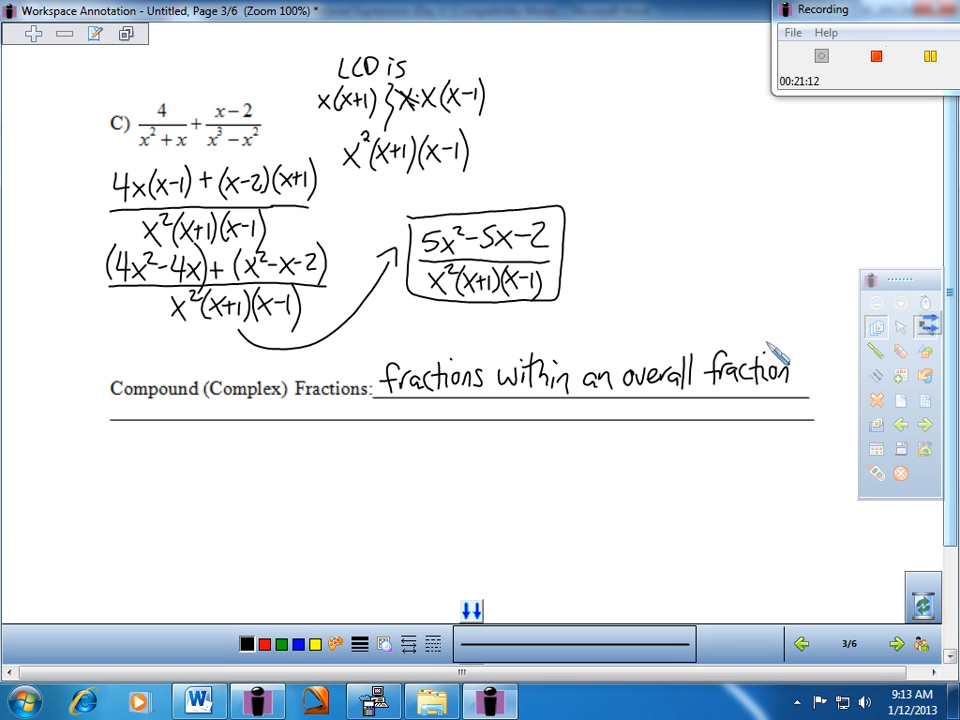 Workspace Annotation - Untitled, Page 3/6 (Zoom 100%) *
Recording
File Help
00:21:12
LCD is
x(x+1) } x·x(x-1)
x²(x+1)(x-1)
C) 4/(x² + x) + (x - 2)/(x³ - x²)
4x(x-1) + (x-2)(x+1)
x²(x+1)(x-1)
(4x²-4x) + (x²-x-2)
x²(x+1)(x-1)
5x²-5x-2
x²(x+1)(x-1)
Compound (Complex) Fractions: fractions within an overall fraction
3/6
9:13 AM
1/12/2013